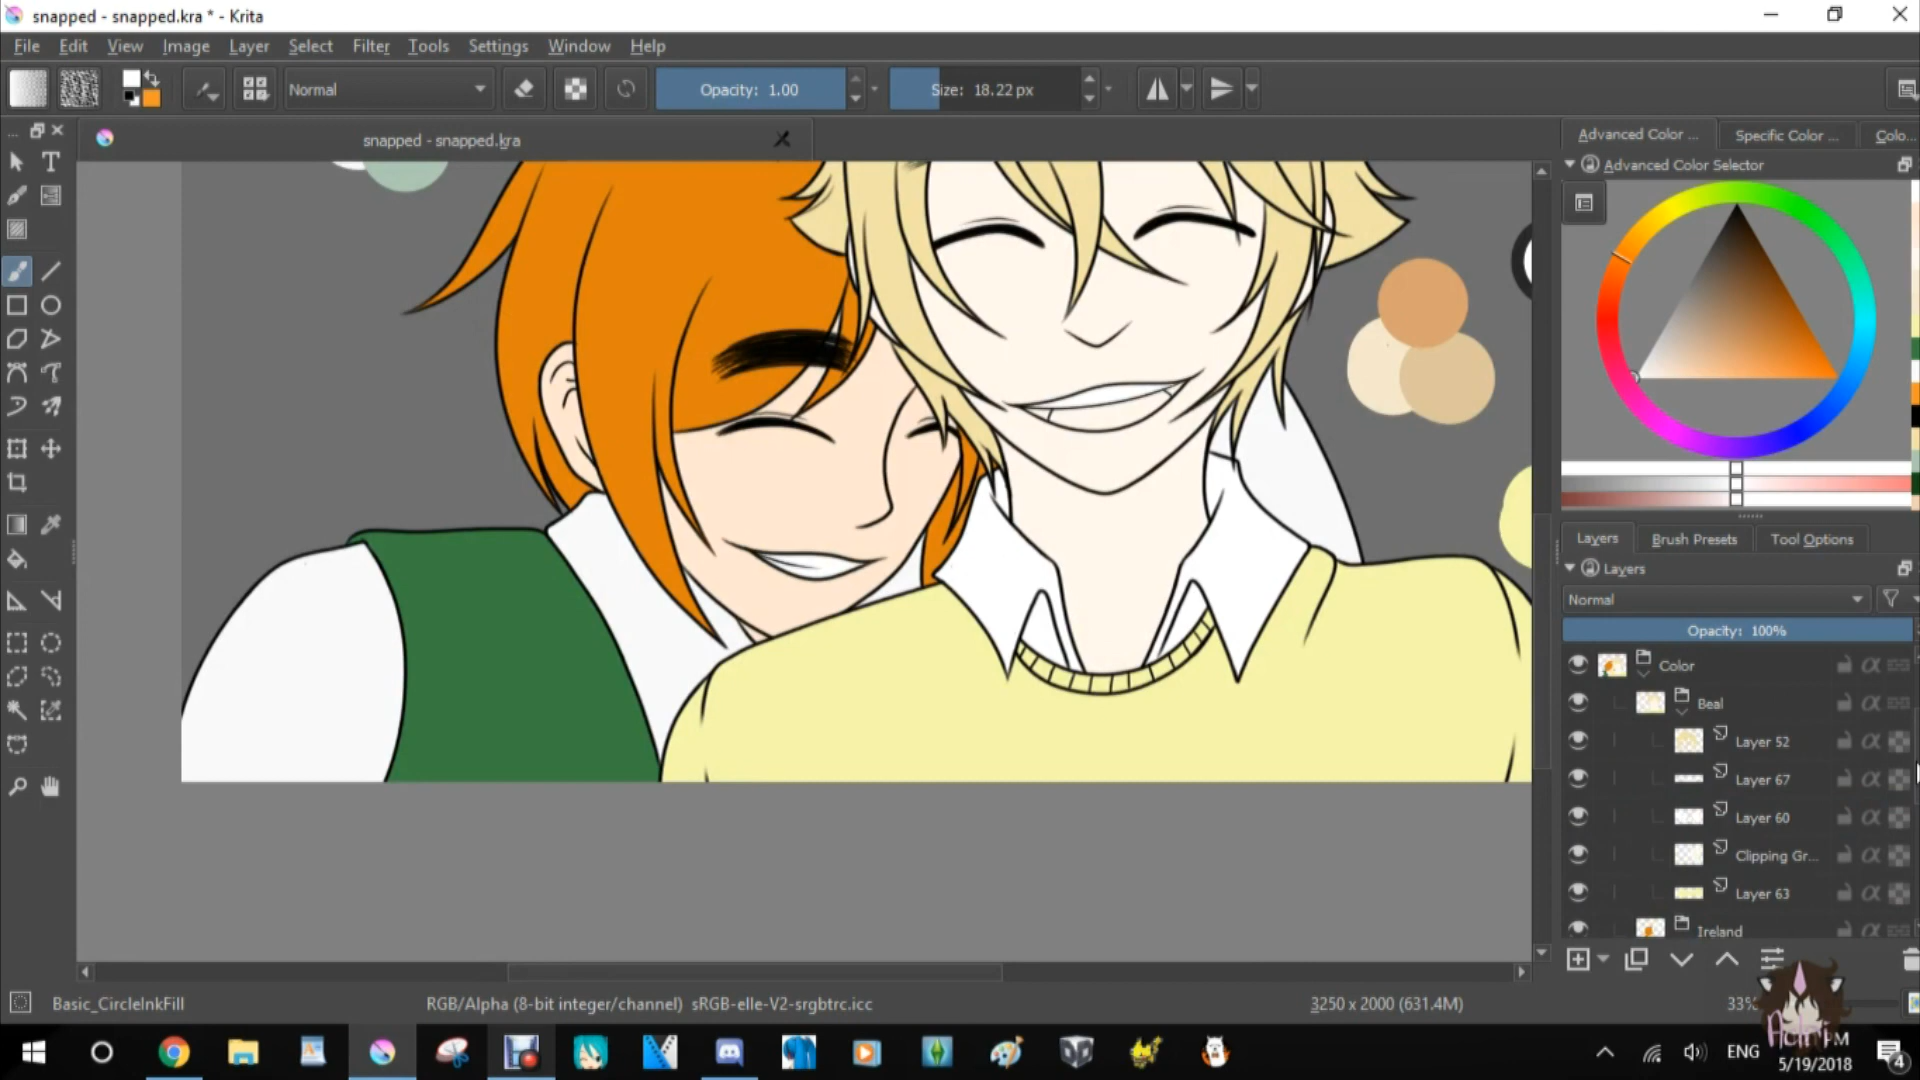 snapped - snapped.kra * - Krita
File Edit View Image Layer Select Filter Tools Settings Window Help
Normal Opacity: 1.00 Size: 18.22 px
snapped - snapped.kra
Advanced Color ... Specific Color ... Colo...
Advanced Color Selector
Layers Brush Presets Tool Options
Layers
Normal
Opacity: 100%
Color
Beal
Layer 52
Layer 67
Layer 60
Clipping Gr...
Layer 63
Ireland
Basic_CircleInkFill RGB/Alpha (8-bit integer/channel) sRGB-elle-V2-srgbtrc.icc 3250 x 2000 (631.4M) 33%
ENG PM
5/19/2018 4